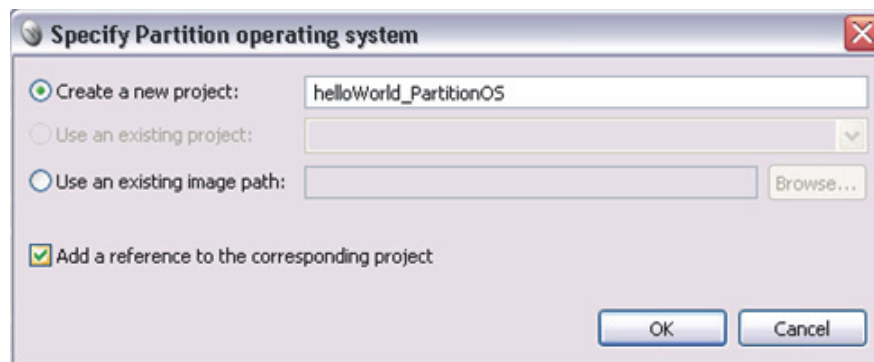 Specify Partition operating system
Create a new project: helloWorld_PartitionOS
Use an existing project:
Use an existing image path: Browse...
Add a reference to the corresponding project
OK Cancel